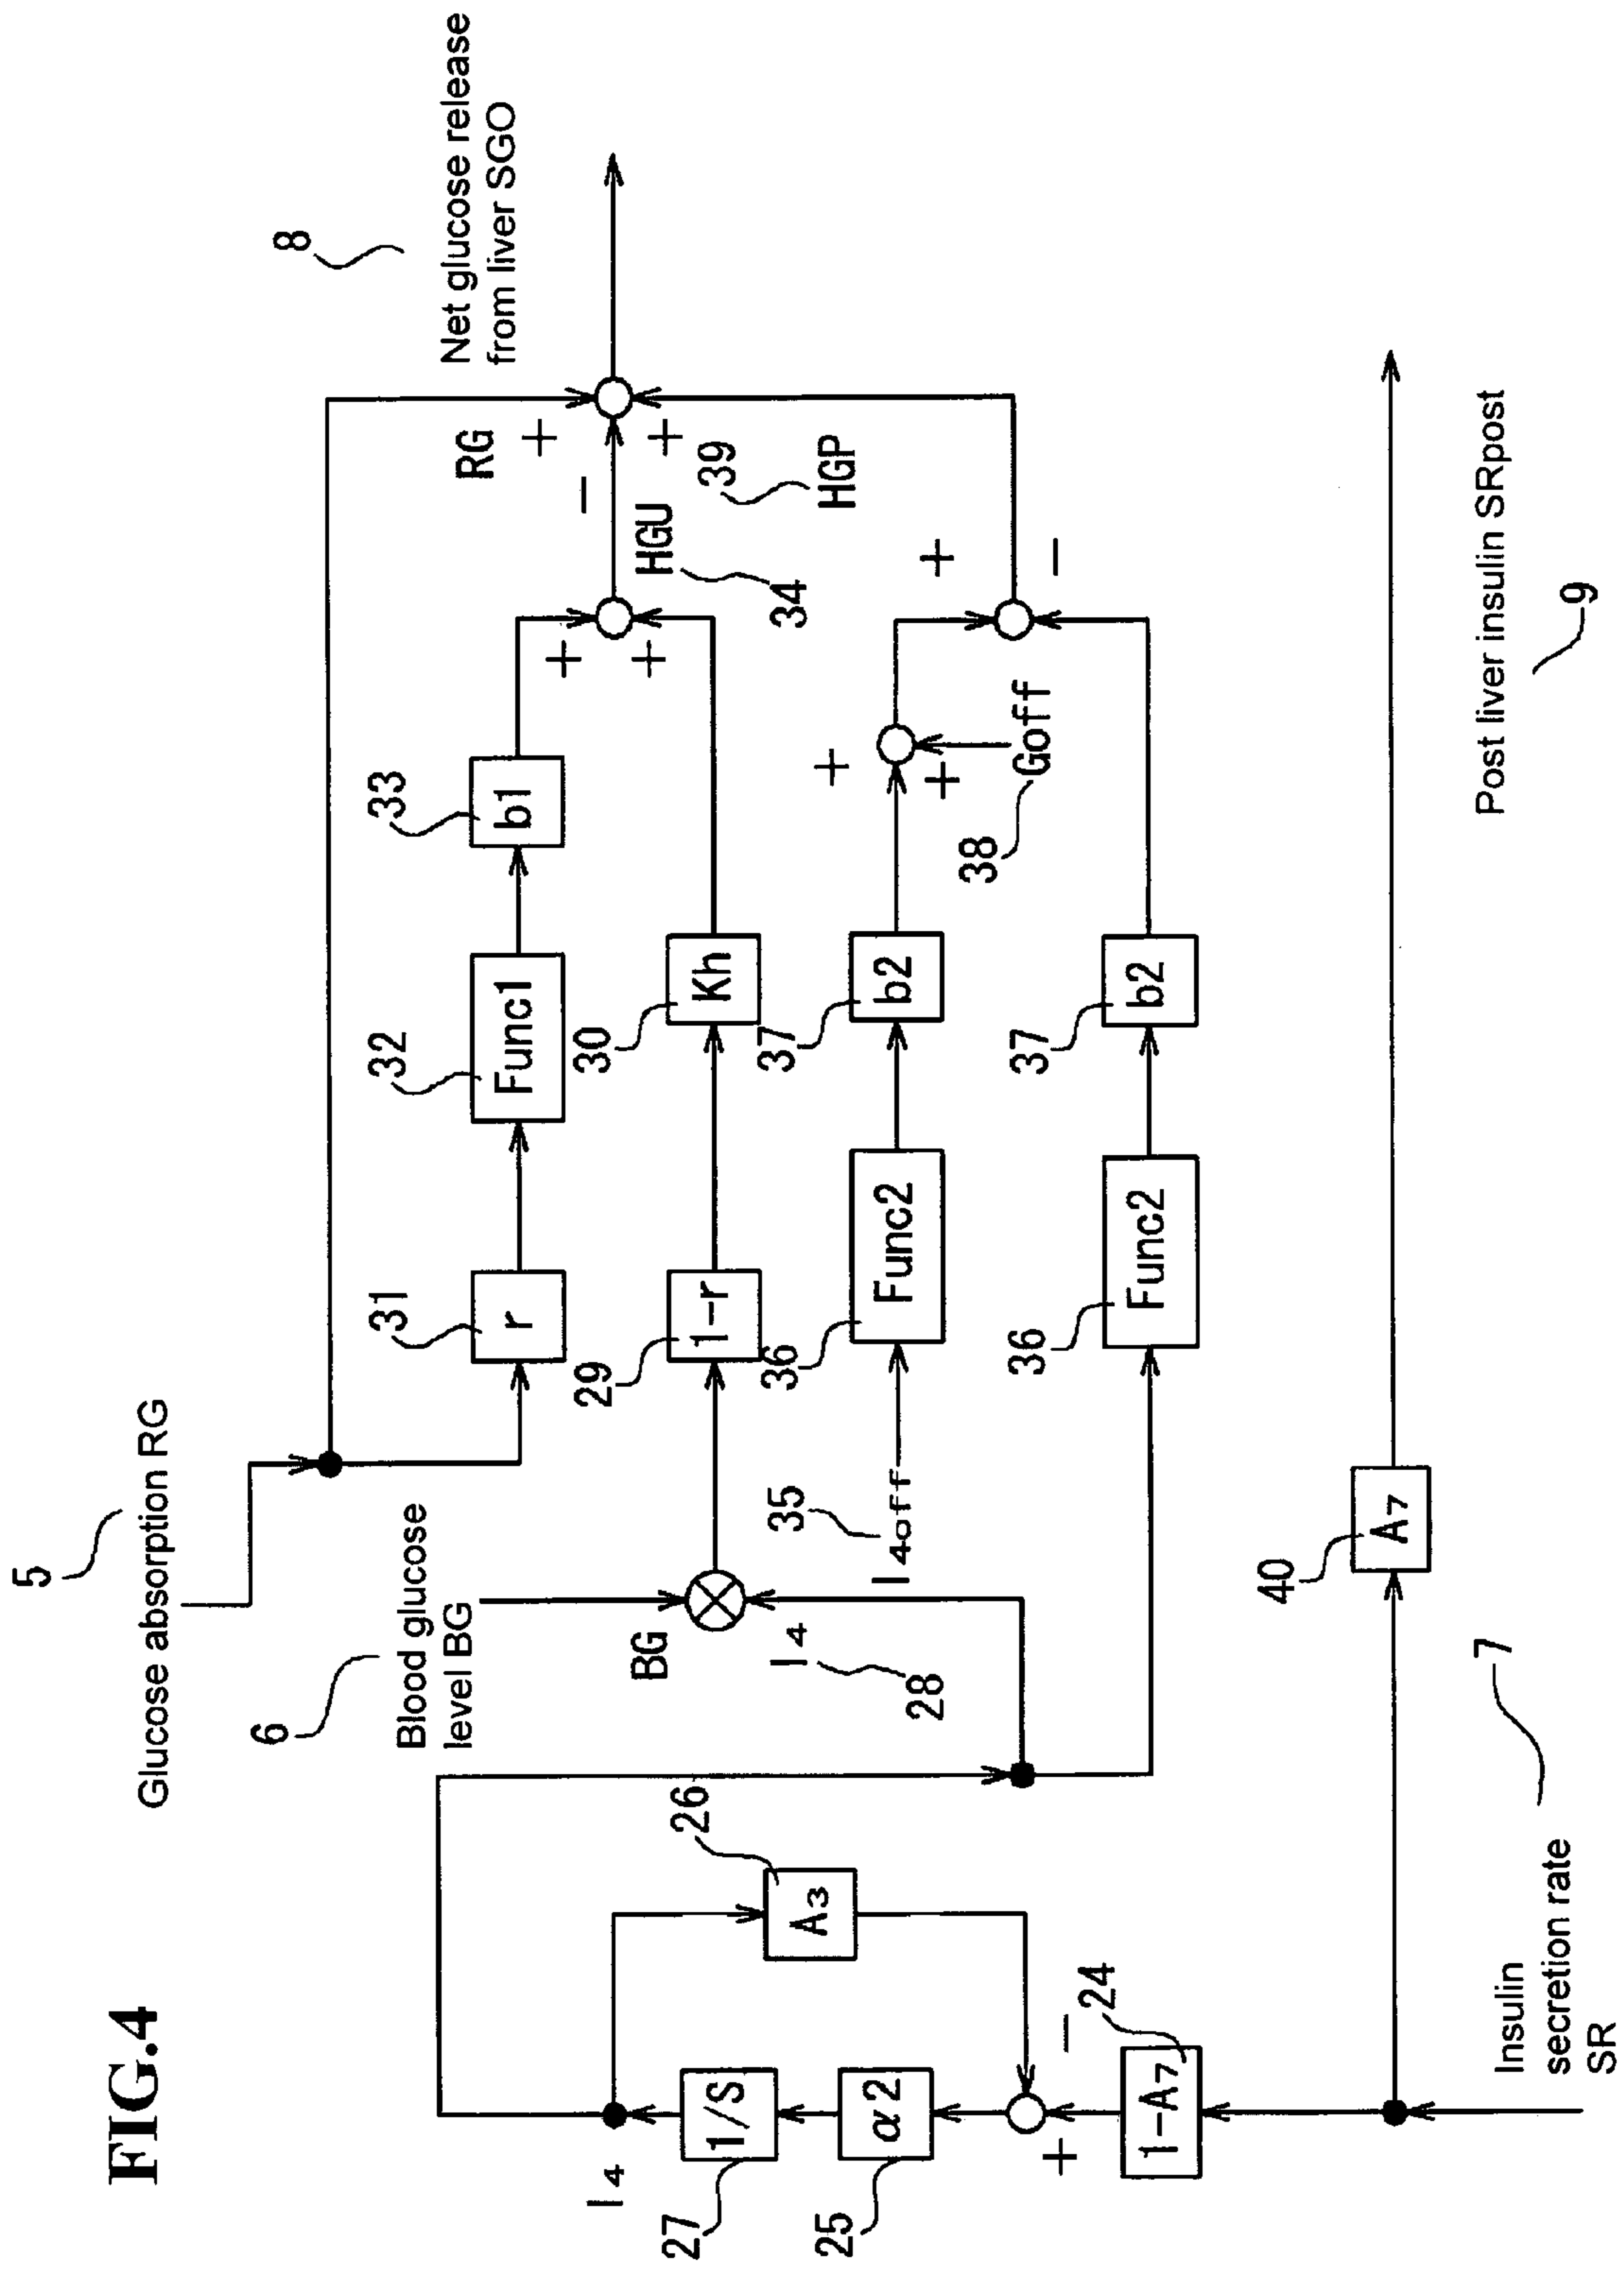 FIG.4
5
Glucose absorption RG
6
Blood glucose
level BG
8
Net glucose release
from liver SGO
RG
+
−
+
39
HGP
HGU
34
31
r
32
Func1
33
b1
+
+
BG
I4
28
29
1-r
30
Kh
35
I4off
36
Func2
37
b2
+
+
38
Goff
+
−
36
Func2
37
b2
I4
27
1/S
25
α2
26
A3
−
+
24
1-A7
40
A7
7
Insulin
secretion rate
SR
Post liver insulin SRpost
9